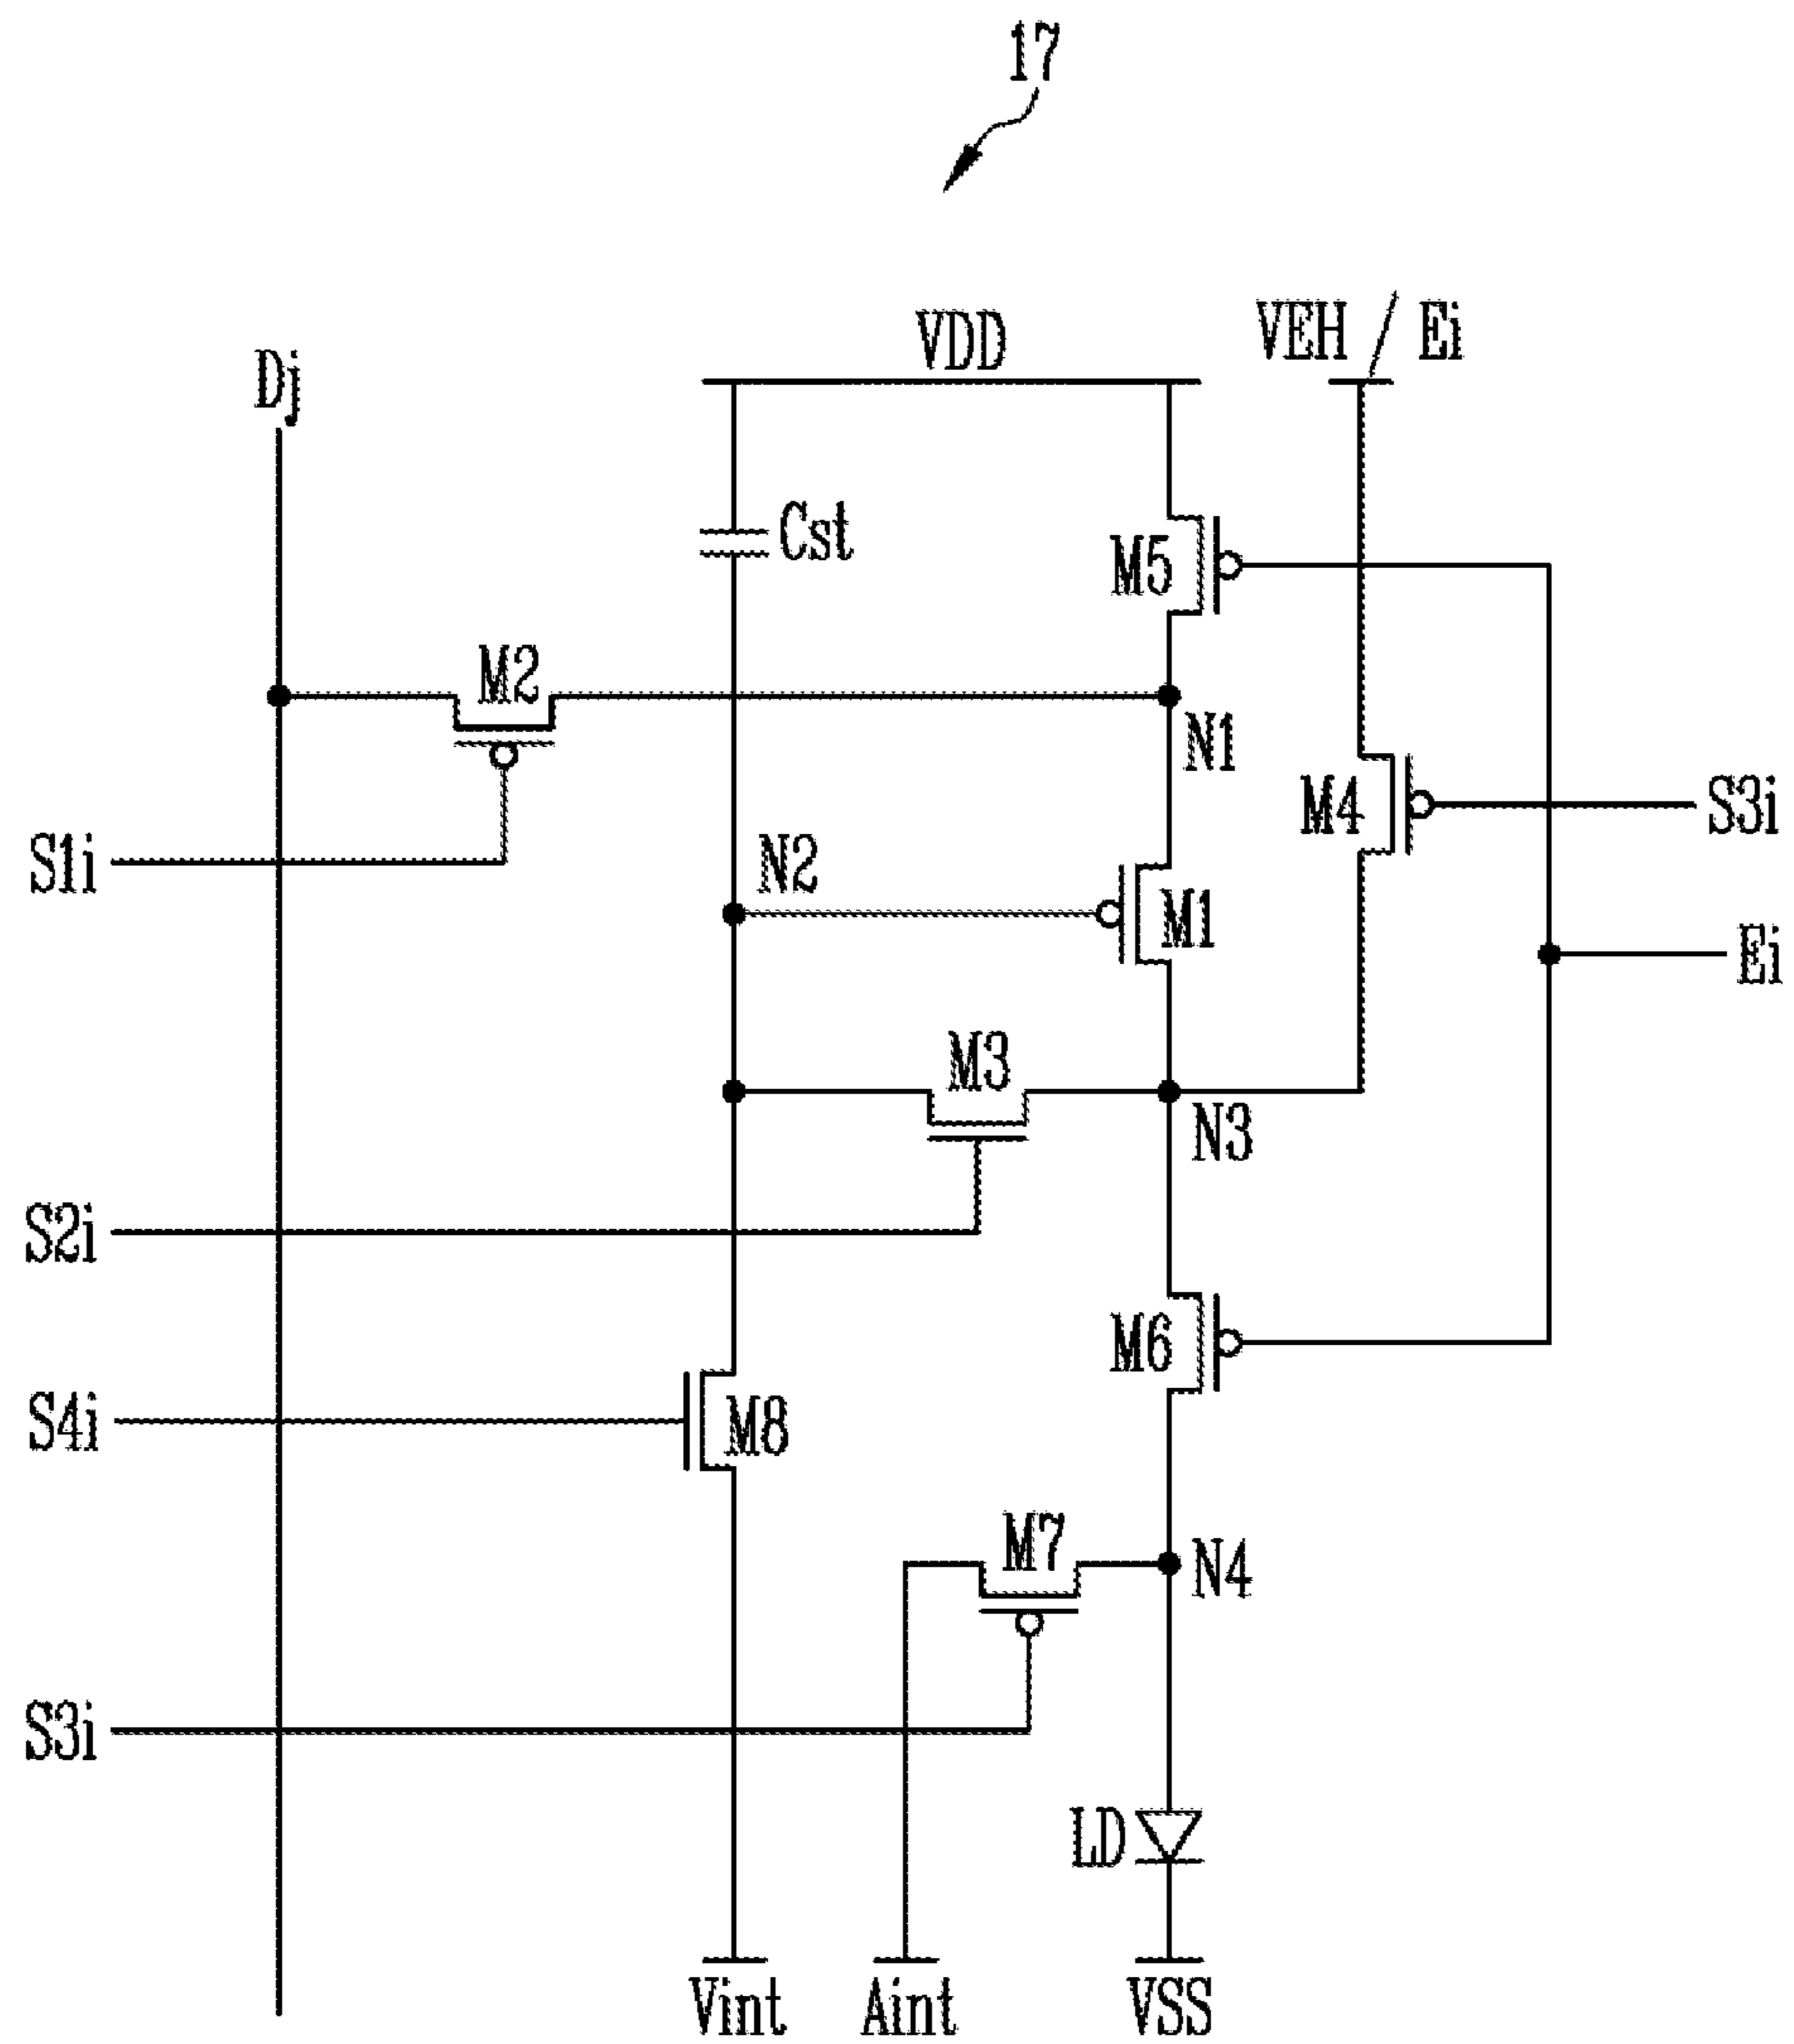 17
VDD
VEH / Ei
Dj
Cst
M5
M2
N1
M4
S3i
S1i
N2
M1
Ei
M3
N3
S2i
M6
S4i
M8
M7
N4
S3i
LD
Vint
Aint
VSS